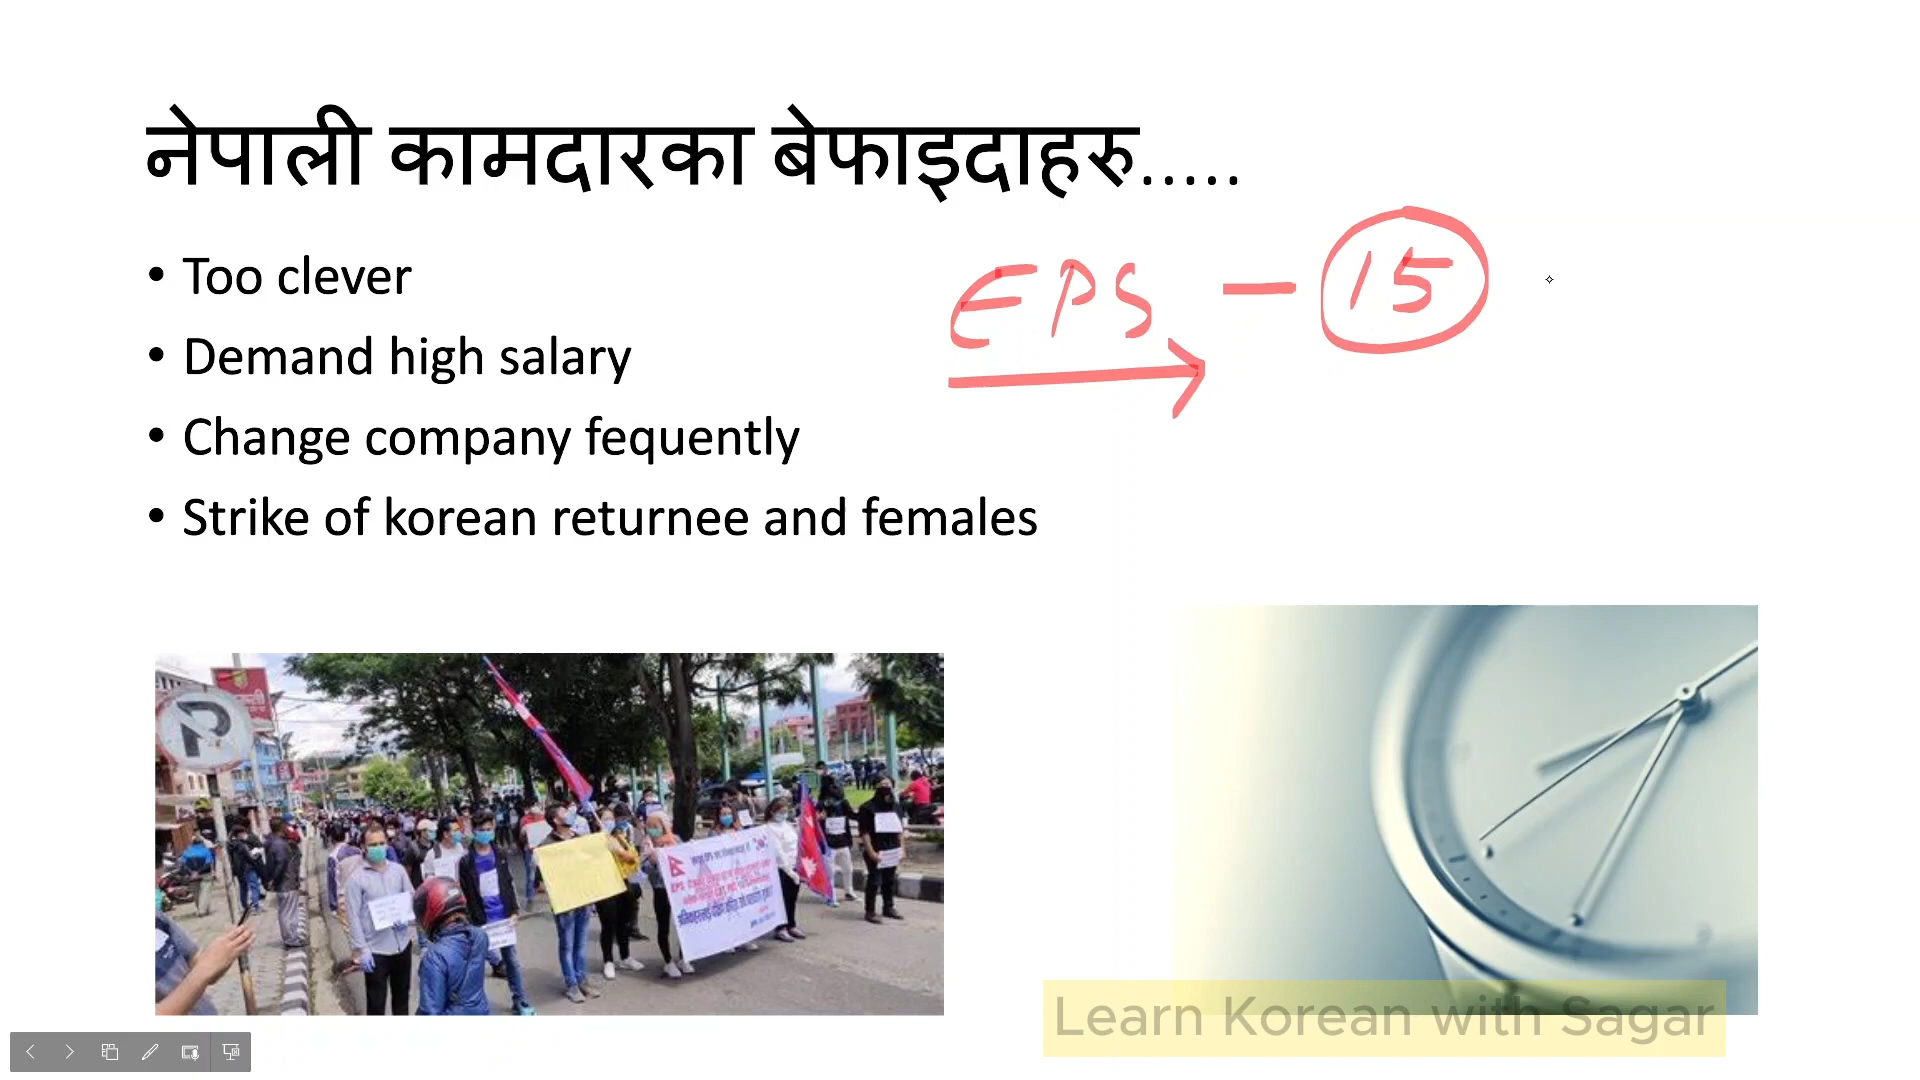 नेपाली कामदारका बेफाइदाहरु.....
• Too clever
• Demand high salary
• Change company fequently
• Strike of korean returnee and females
EPS - 15
P
EPS
Learn Korean with Sagar